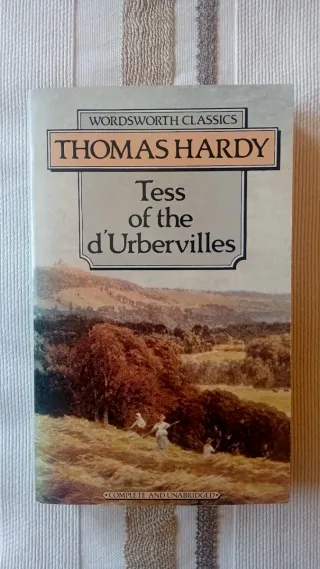 WORDSWORTH CLASSICS
THOMAS HARDY
Tess
of the
d'Urbervilles
• COMPLETE AND UNABRIDGED •